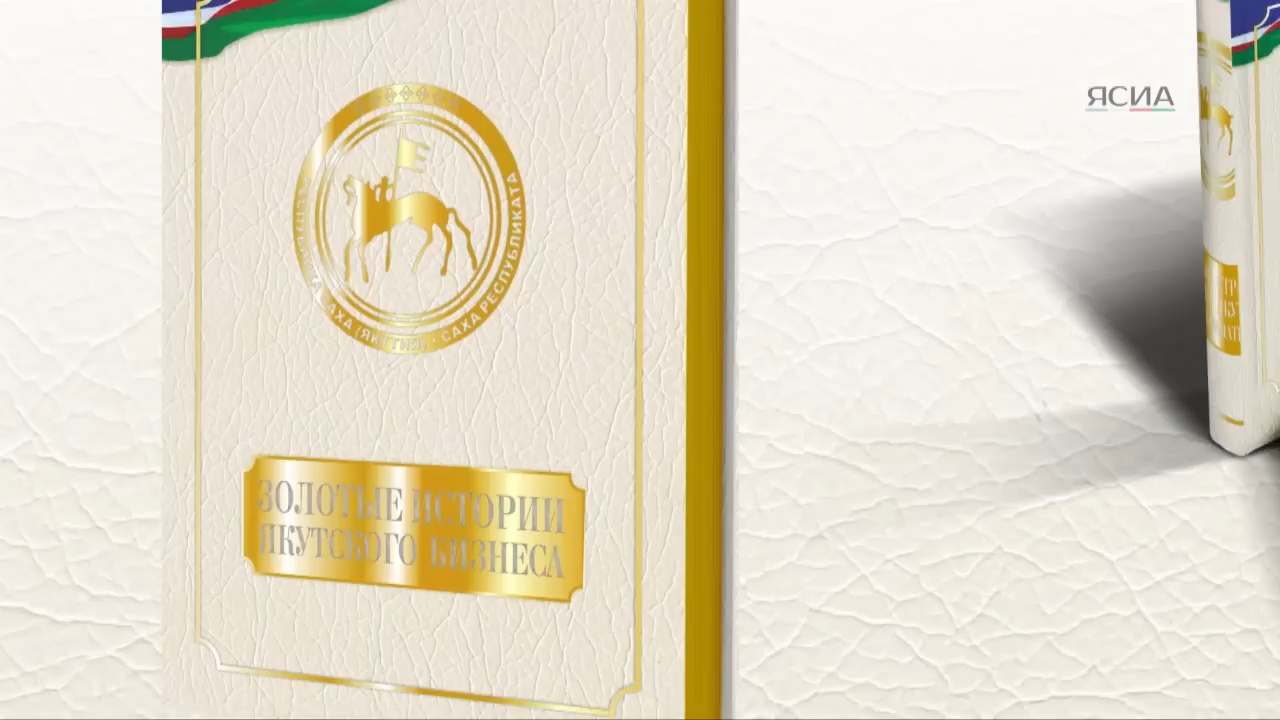 ЯСИА
САХА РЕСПУБЛИКАТА
ЗОЛОТЫЕ ИСТОРИИ
ЯКУТСКОГО БИЗНЕСА